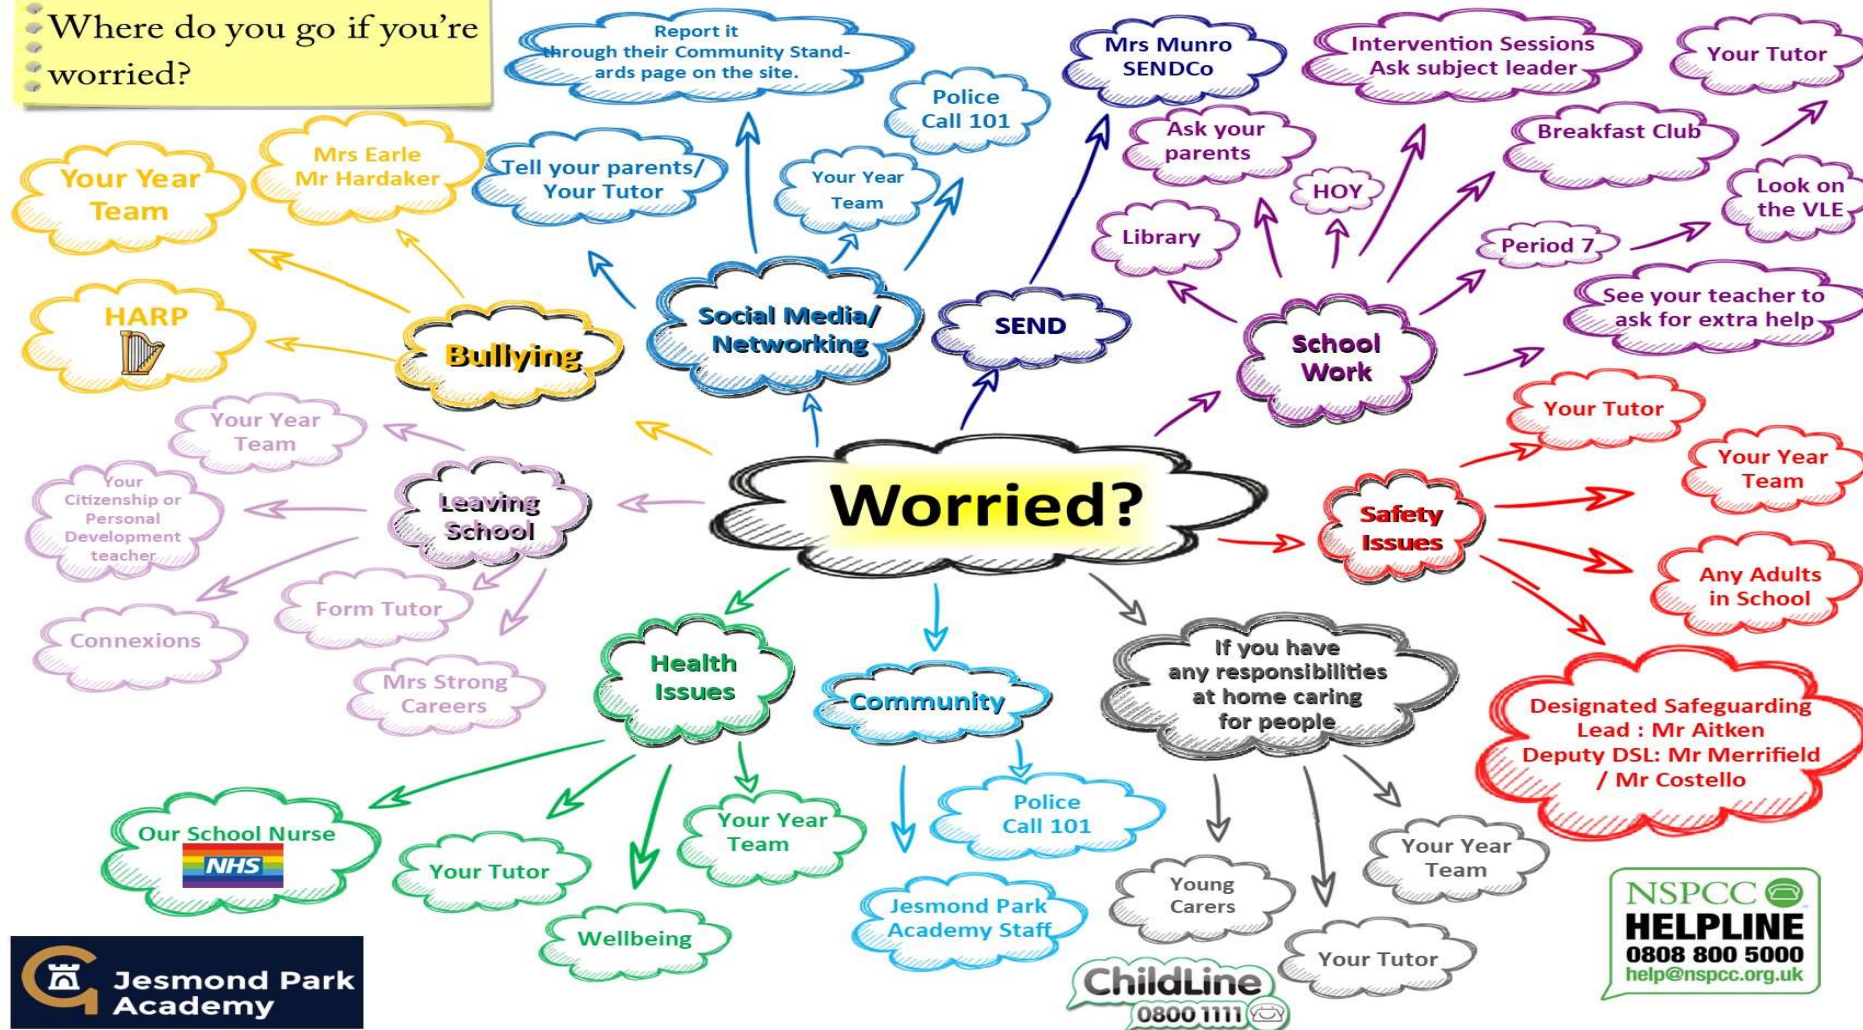 Where do you go if you're
worried?
Report it
through their Community Stand-
ards page on the site.
Police
Call 101
Tell your parents/
Your Tutor
Your Year
Team
Social Media/
Networking
Mrs Earle
Mr Hardaker
Your Year
Team
HARP
Bullying
Mrs Munro
SENDCo
SEND
Intervention Sessions
Ask subject leader
Your Tutor
Ask your
parents
Breakfast Club
HOY
Look on
the VLE
Library
Period 7
See your teacher to
ask for extra help
School
Work
Your Year
Team
Your
Citizenship or
Personal
Development
teacher
Leaving
School
Form Tutor
Connexions
Mrs Strong
Careers
Worried?
Safety
Issues
Your Tutor
Your Year
Team
Any Adults
in School
Designated Safeguarding
Lead : Mr Aitken
Deputy DSL: Mr Merrifield
/ Mr Costello
Health
Issues
Our School Nurse
NHS
Your Tutor
Wellbeing
Your Year
Team
Community
Police
Call 101
Jesmond Park
Academy Staff
If you have
any responsibilities
at home caring
for people
Young
Carers
Your Tutor
Your Year
Team
Jesmond Park
Academy
ChildLine
0800 1111
NSPCC
HELPLINE
0808 800 5000
help@nspcc.org.uk